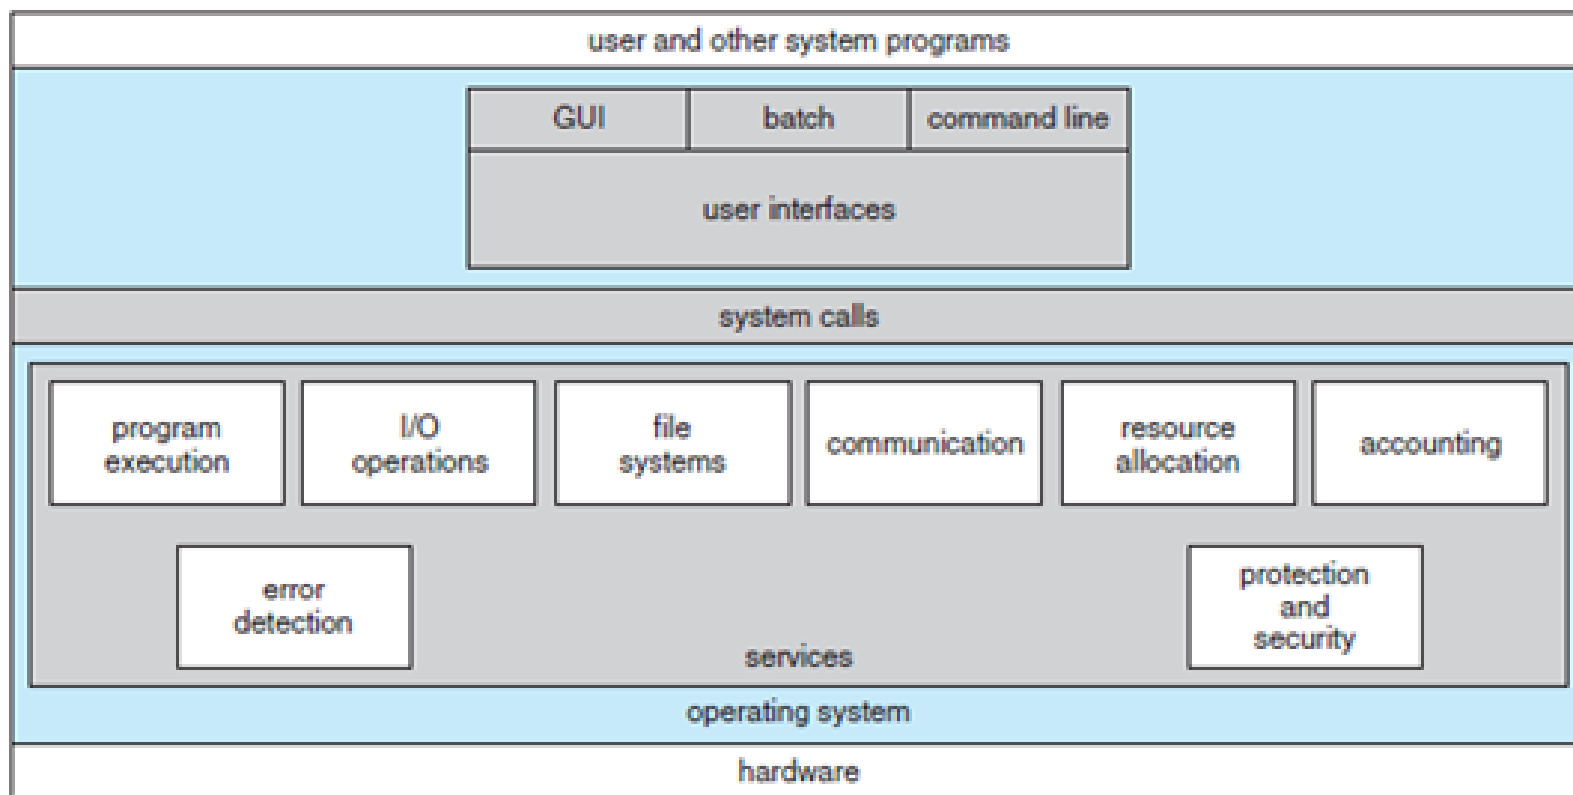 user and other system programs
GUI
batch
command line
user interfaces
system calls
program
execution
I/O
operations
file
systems
communication
resource
allocation
accounting
error
detection
protection
and
security
services
operating system
hardware